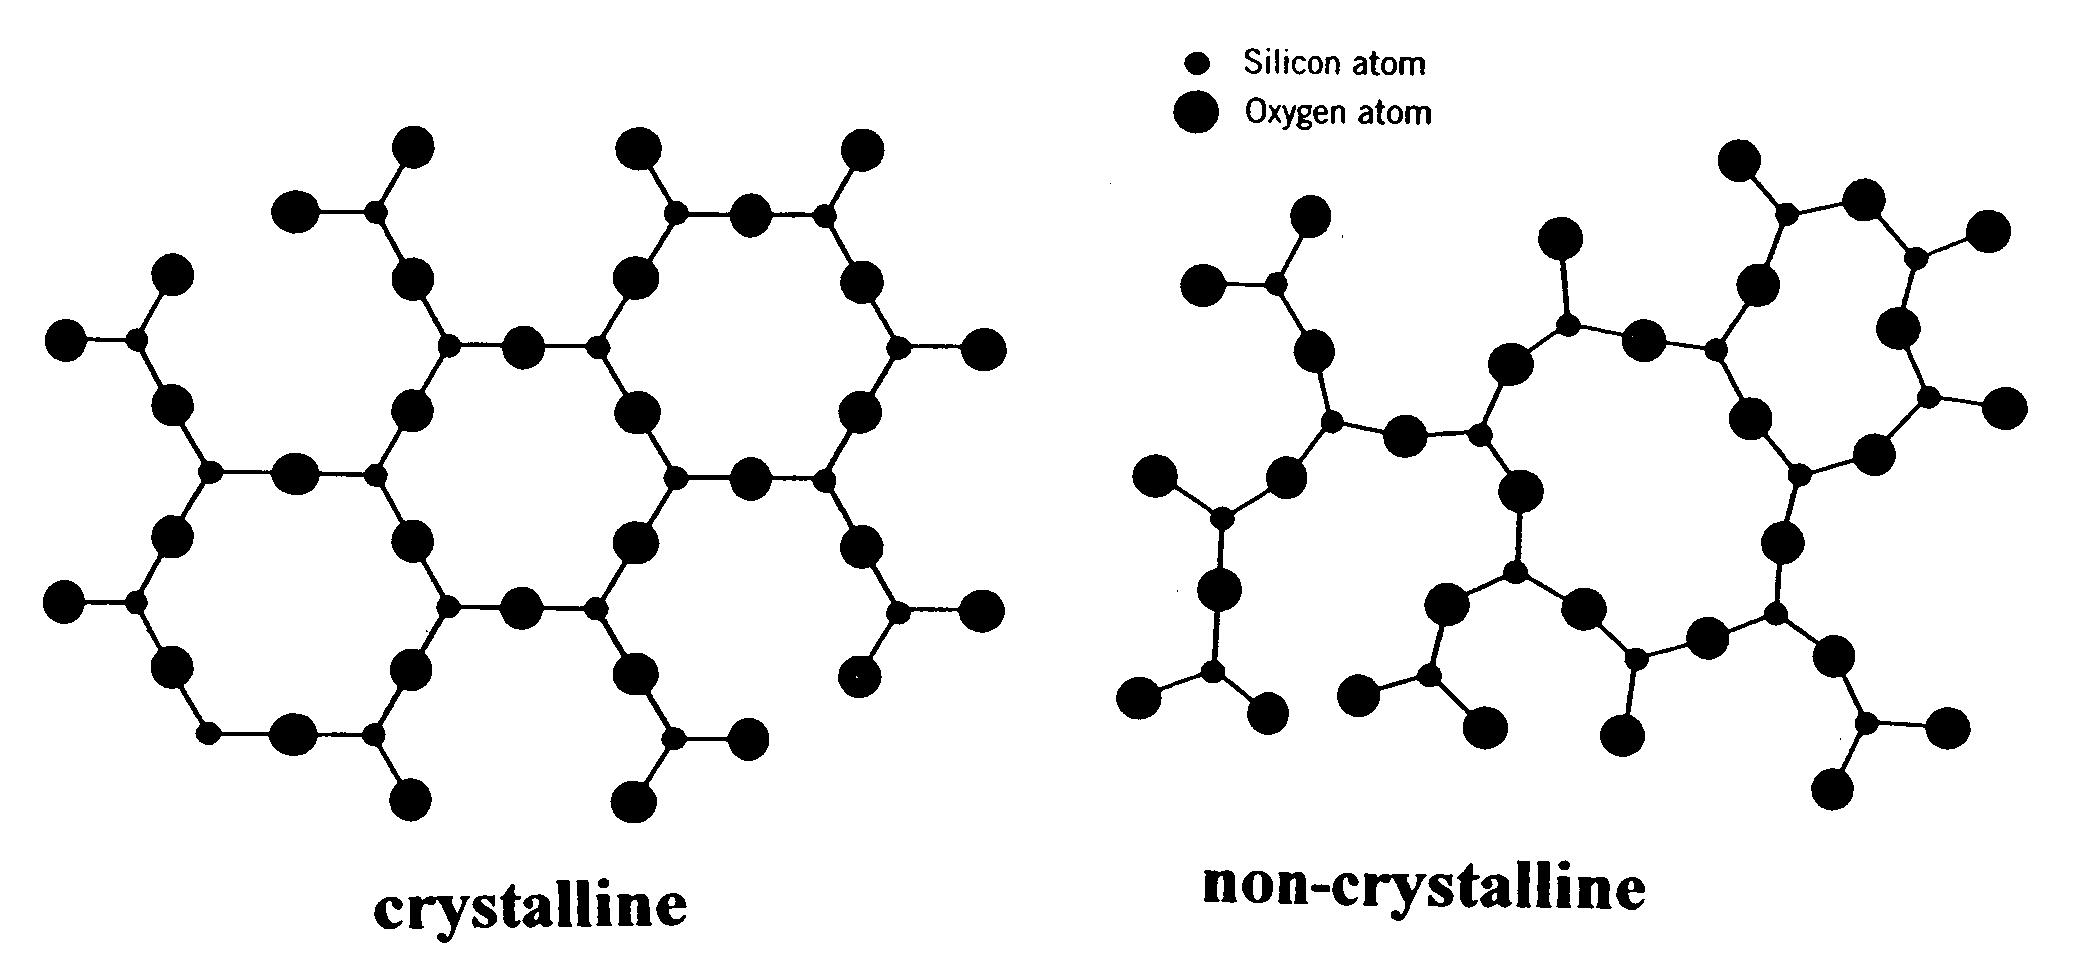 Silicon atom
Oxygen atom
crystalline
non-crystalline